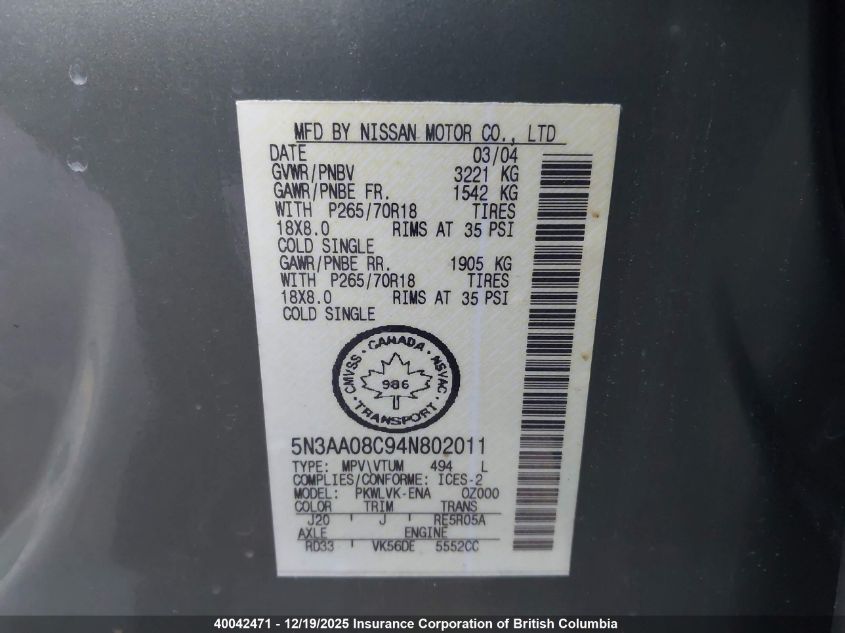 MFD BY NISSAN MOTOR CO., LTD
DATE 03/04
GVWR/PNBV 3221 KG
GAWR/PNBE FR. 1542 KG
WITH P265/70R18 TIRES
18X8.0 RIMS AT 35 PSI
COLD SINGLE
GAWR/PNBE RR. 1905 KG
WITH P265/70R18 TIRES
18X8.0 RIMS AT 35 PSI
COLD SINGLE
CMVSS · CANADA · NSVAC
986
· TRANSPORT ·
5N3AA08C94N802011
TYPE: MPV\VTUM 494 L
COMPLIES/CONFORME: ICES-2
MODEL: PKWLVK-ENA 0Z000
COLOR TRIM TRANS
J20 J RE5R05A
AXLE ENGINE
RD33 VK56DE 5552CC
40042471 - 12/19/2025 Insurance Corporation of British Columbia